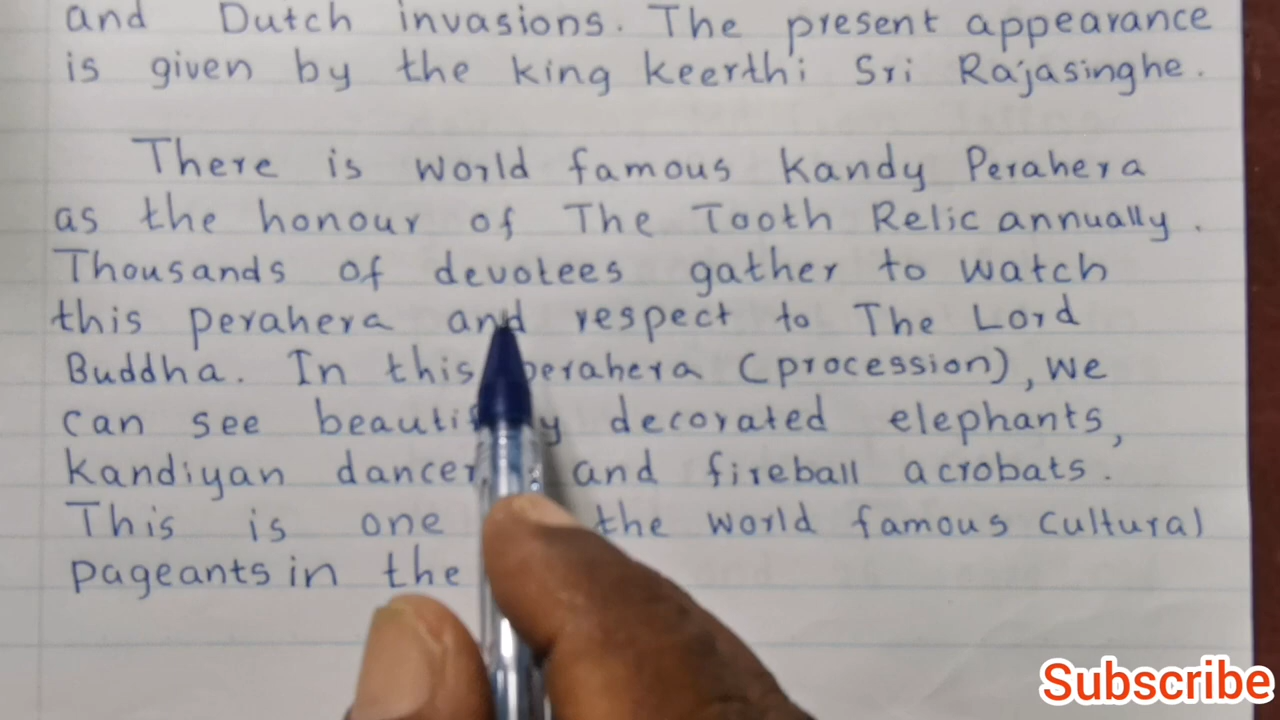 and Dutch invasions. The present appearance
is given by the king Keerthi Sri Rajasinghe.
There is world famous Kandy Perahera
as the honour of The Tooth Relic annually.
Thousands of devotees gather to watch
this perahera and respect to The Lord
Buddha. In this perahera (procession), we
can see decorated elephants,
Kandiyan and fireball acrobats.
This is one the world famous cultural
pageants in the
Subscribe